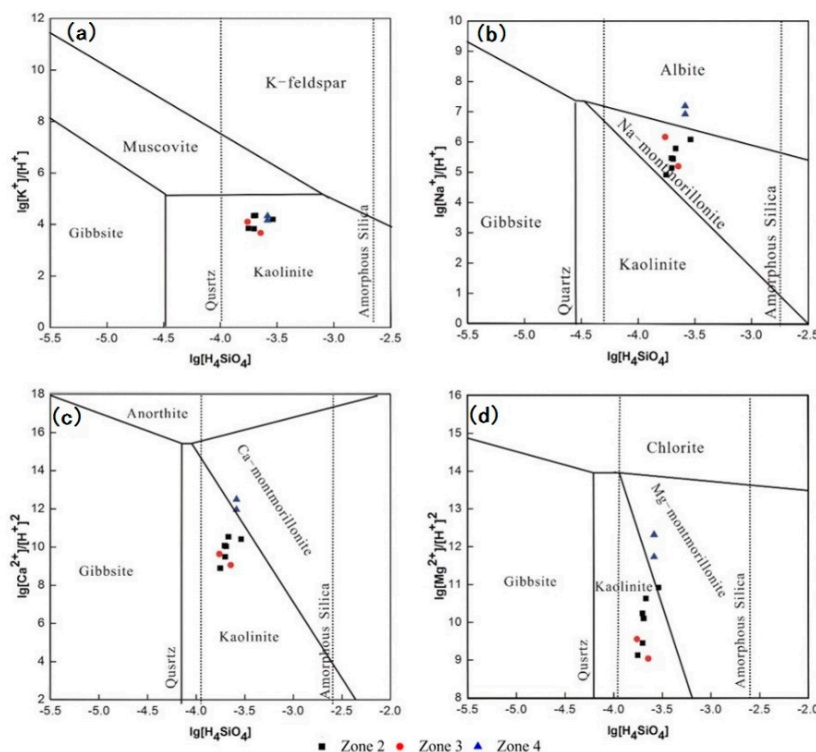 (a)
12
10
8
6
4
2
0
lg[K⁺]/[H⁺]
K-feldspar
Muscovite
Gibbsite
Kaolinite
Qusrtz
Amorphous Silica
-5.5 -5.0 -4.5 -4.0 -3.5 -3.0 -2.5
lg[H₄SiO₄]
(b)
10
9
8
7
6
5
4
3
2
1
0
lg[Na⁺]/[H⁺]
Albite
Na-montmorillonite
Gibbsite
Kaolinite
Quartz
Amorphous Silica
-5.5 -5.0 -4.5 -4.0 -3.5 -3.0 -2.5
lg[H₄SiO₄]
(c)
18
16
14
12
10
8
6
4
2
lg[Ca²⁺]/[H⁺]²
Anorthite
Ca-montmorillonite
Gibbsite
Kaolinite
Qusrtz
Amorphous Silica
-5.5 -5.0 -4.5 -4.0 -3.5 -3.0 -2.5 -2.0
lg[H₄SiO₄]
(d)
16
15
14
13
12
11
10
9
8
lg[Mg²⁺]/[H⁺]²
Chlorite
Mg-montmorillonite
Gibbsite
Kaolinite
Qusrtz
Amorphous Silica
-5.5 -5.0 -4.5 -4.0 -3.5 -3.0 -2.5 -2.0
lg[H₄SiO₄]
Zone 2 Zone 3 Zone 4